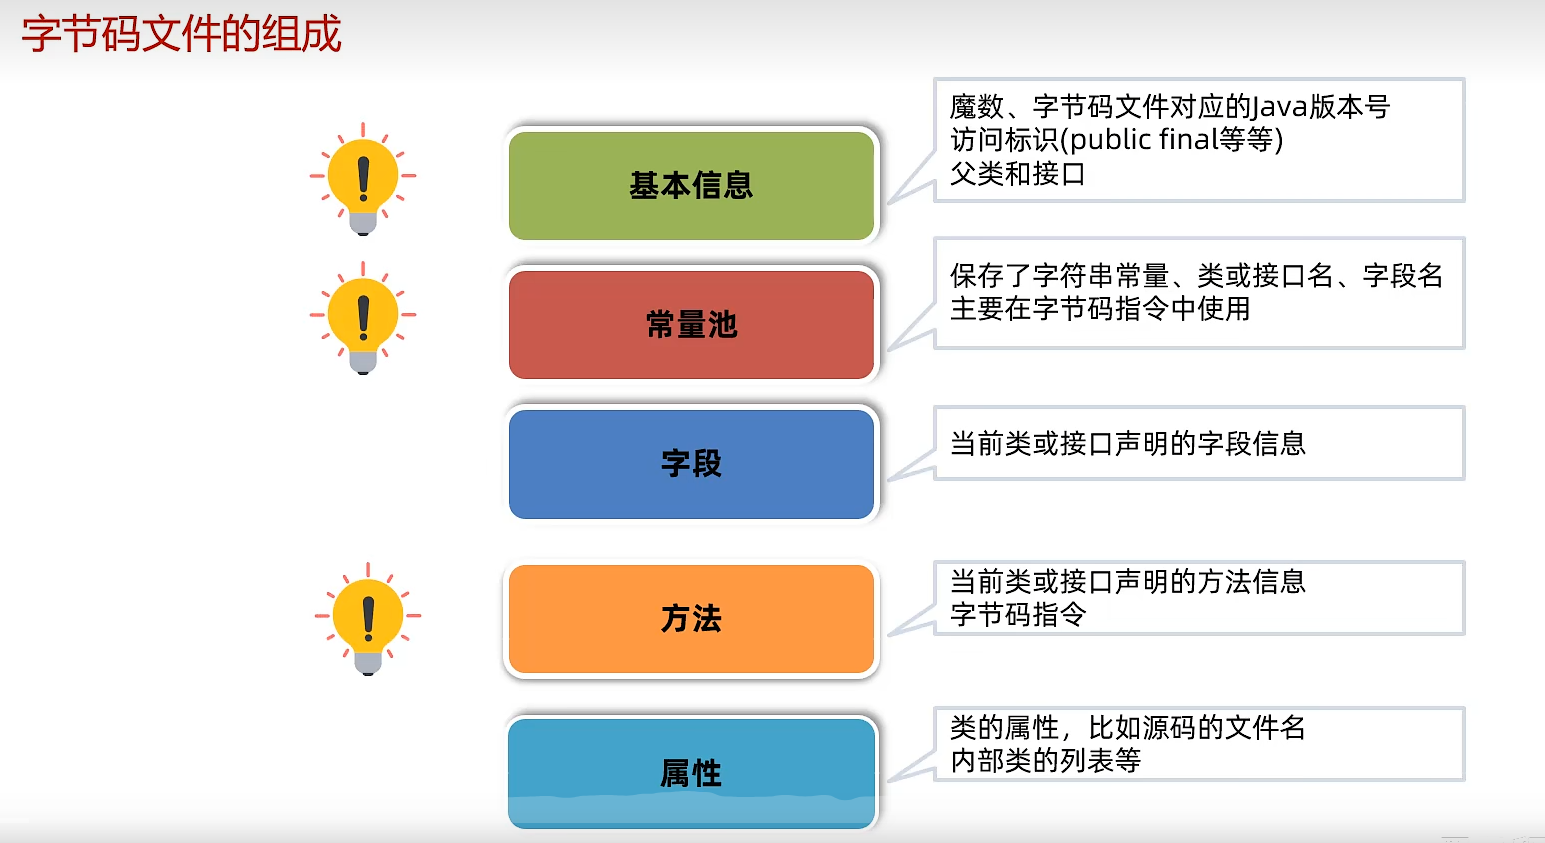 字节码文件的组成
基本信息
魔数、字节码文件对应的Java版本号
访问标识(public final等等)
父类和接口
常量池
保存了字符串常量、类或接口名、字段名
主要在字节码指令中使用
字段
当前类或接口声明的字段信息
方法
当前类或接口声明的方法信息
字节码指令
属性
类的属性，比如源码的文件名
内部类的列表等